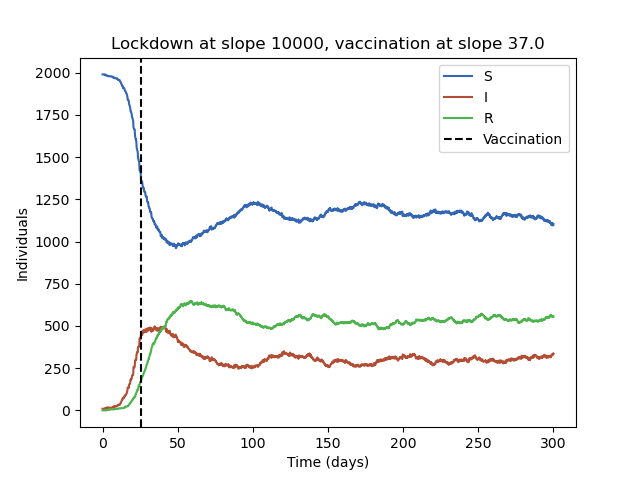 Lockdown at slope 10000, vaccination at slope 37.0
S
I
R
Vaccination
2000
1750
1500
1250
1000
750
500
250
0
Individuals
0 50 100 150 200 250 300
Time (days)